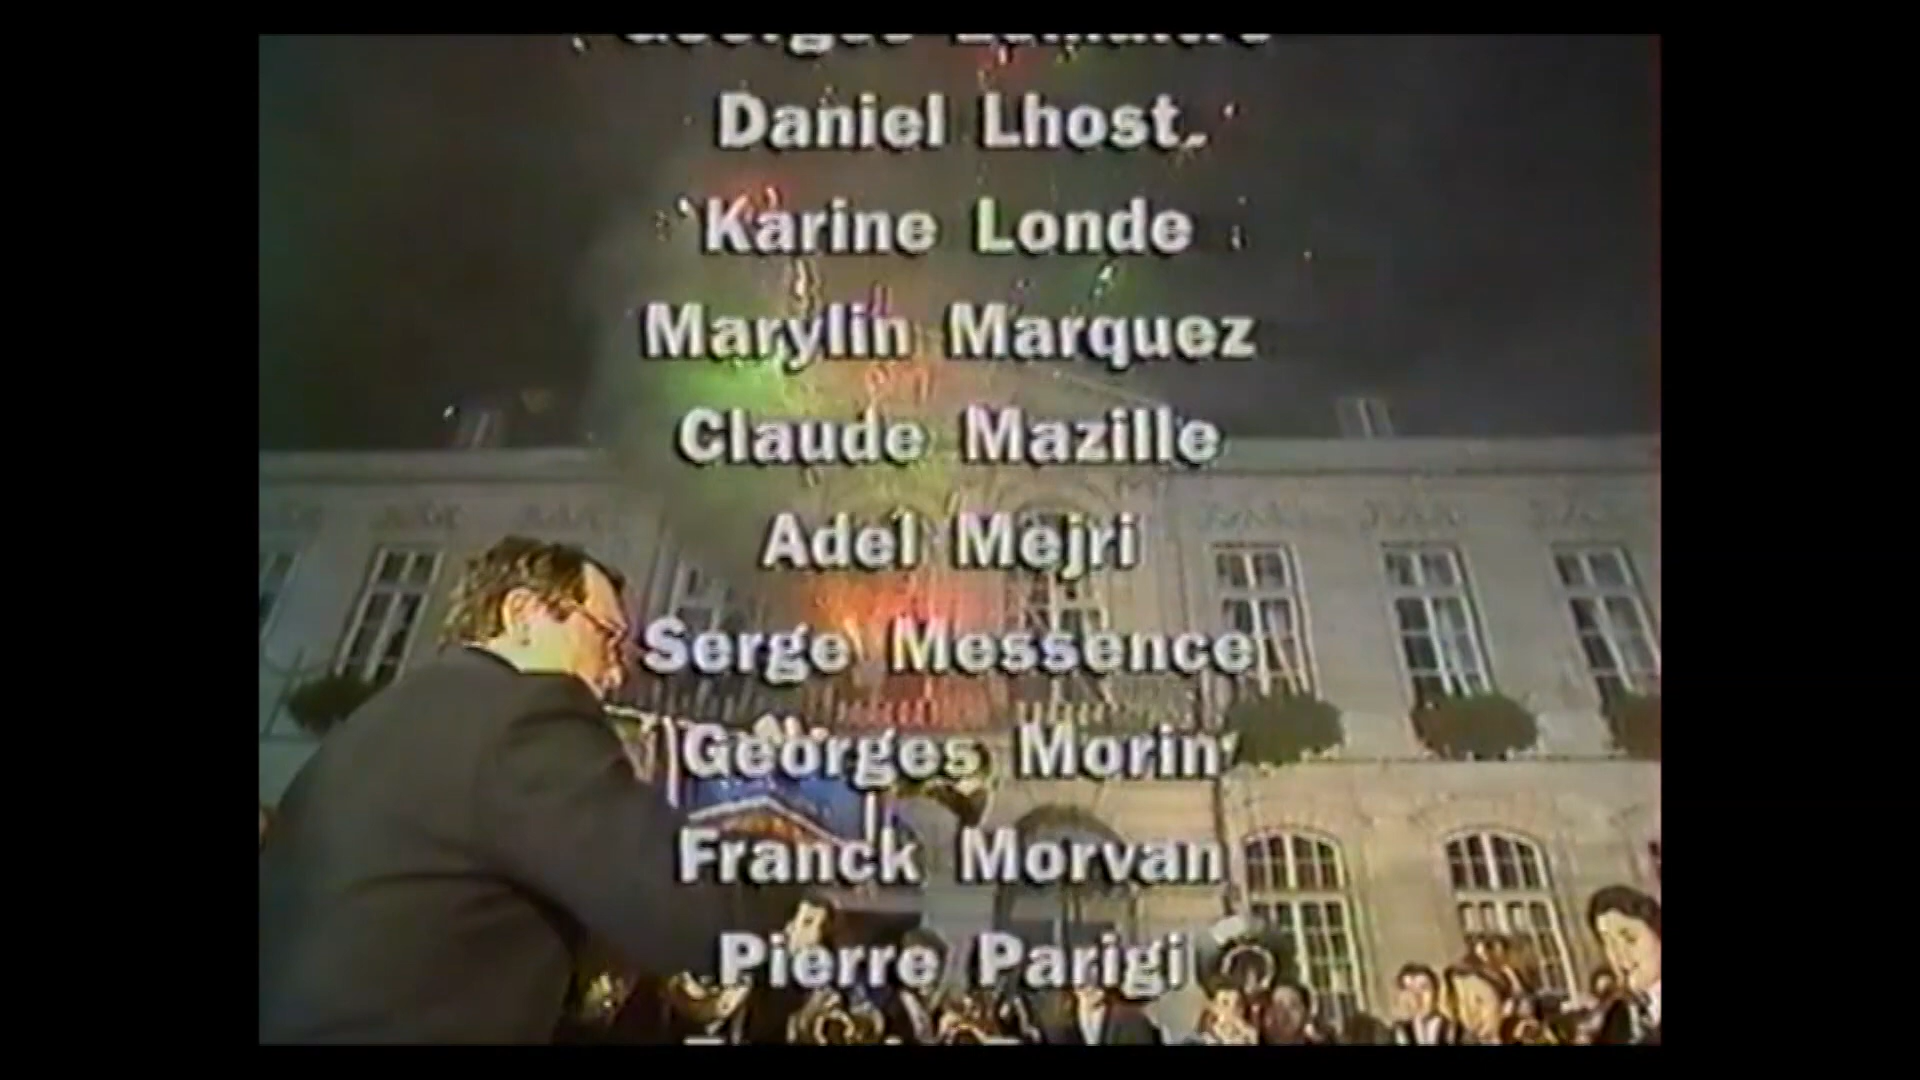 Daniel Lhost
Karine Londe
Marylin Marquez
Claude Mazille
Adel Mejri
Serge Messence
Georges Morin
Franck Morvan
Pierre Parigi